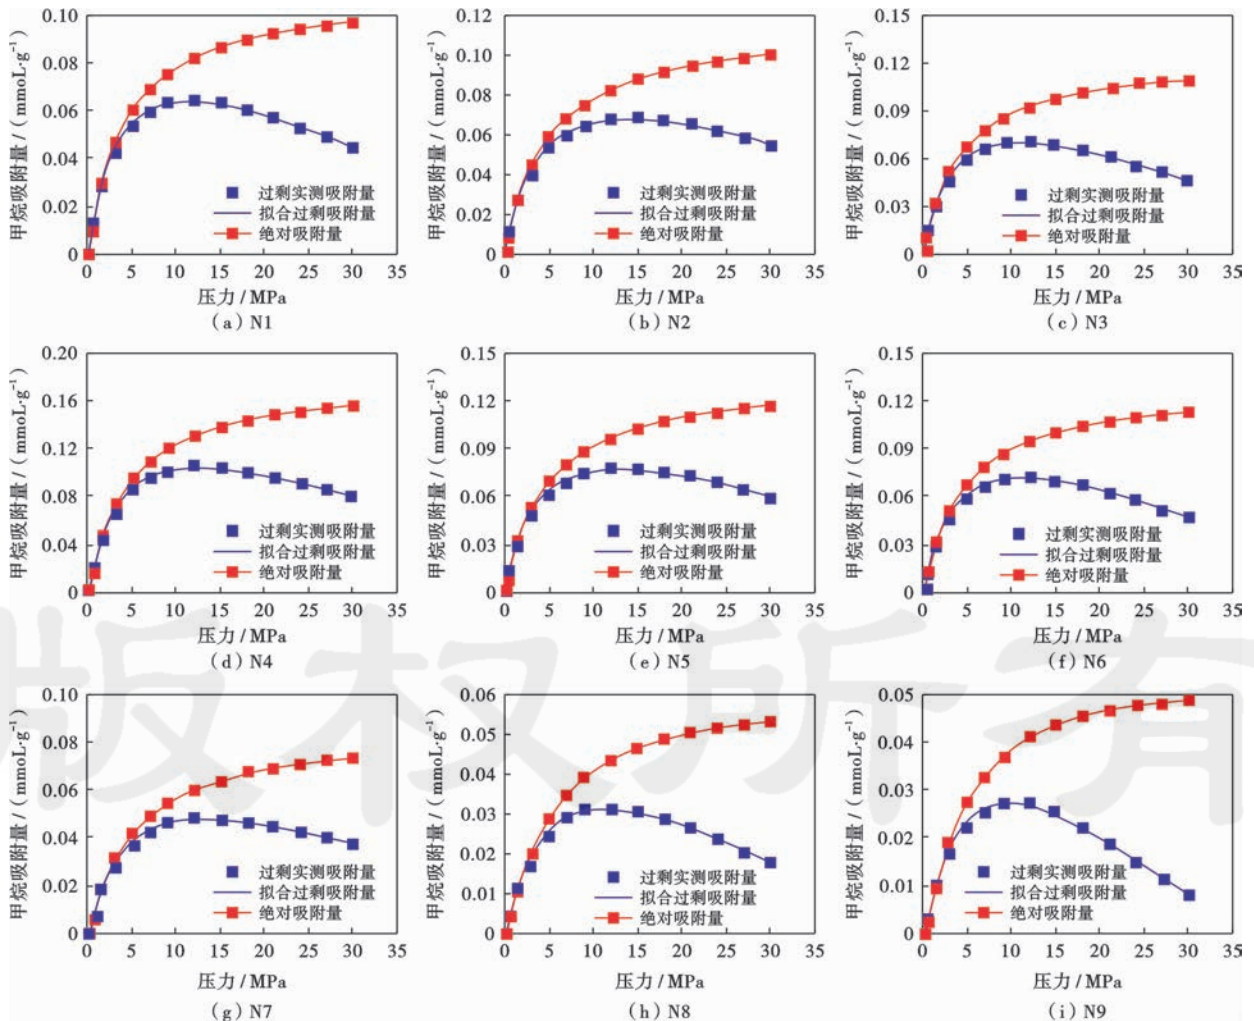 0.10
0.08
0.06
0.04
0.02
0
甲烷吸附量/(mmoL·g⁻¹)
过剩实测吸附量
拟合过剩吸附量
绝对吸附量
0 5 10 15 20 25 30 35
压力/MPa
(a)N1
0.12
0.10
0.08
0.06
0.04
0.02
0
甲烷吸附量/(mmoL·g⁻¹)
过剩实测吸附量
拟合过剩吸附量
绝对吸附量
0 5 10 15 20 25 30 35
压力/MPa
(b)N2
0.15
0.12
0.09
0.06
0.03
0
甲烷吸附量/(mmoL·g⁻¹)
过剩实测吸附量
拟合过剩吸附量
绝对吸附量
0 5 10 15 20 25 30 35
压力/MPa
(c)N3
0.20
0.16
0.12
0.08
0.04
0
甲烷吸附量/(mmoL·g⁻¹)
过剩实测吸附量
拟合过剩吸附量
绝对吸附量
0 5 10 15 20 25 30 35
压力/MPa
(d)N4
0.15
0.12
0.09
0.06
0.03
0
甲烷吸附量/(mmoL·g⁻¹)
过剩实测吸附量
拟合过剩吸附量
绝对吸附量
0 5 10 15 20 25 30 35
压力/MPa
(e)N5
0.15
0.12
0.09
0.06
0.03
0
甲烷吸附量/(mmoL·g⁻¹)
过剩实测吸附量
拟合过剩吸附量
绝对吸附量
0 5 10 15 20 25 30 35
压力/MPa
(f)N6
0.10
0.08
0.06
0.04
0.02
0
甲烷吸附量/(mmoL·g⁻¹)
过剩实测吸附量
拟合过剩吸附量
绝对吸附量
0 5 10 15 20 25 30 35
压力/MPa
(g)N7
0.06
0.05
0.04
0.03
0.02
0.01
0
甲烷吸附量/(mmoL·g⁻¹)
过剩实测吸附量
拟合过剩吸附量
绝对吸附量
0 5 10 15 20 25 30 35
压力/MPa
(h)N8
0.05
0.04
0.03
0.02
0.01
0
甲烷吸附量/(mmoL·g⁻¹)
过剩实测吸附量
拟合过剩吸附量
绝对吸附量
0 5 10 15 20 25 30 35
压力/MPa
(i)N9
版权所有